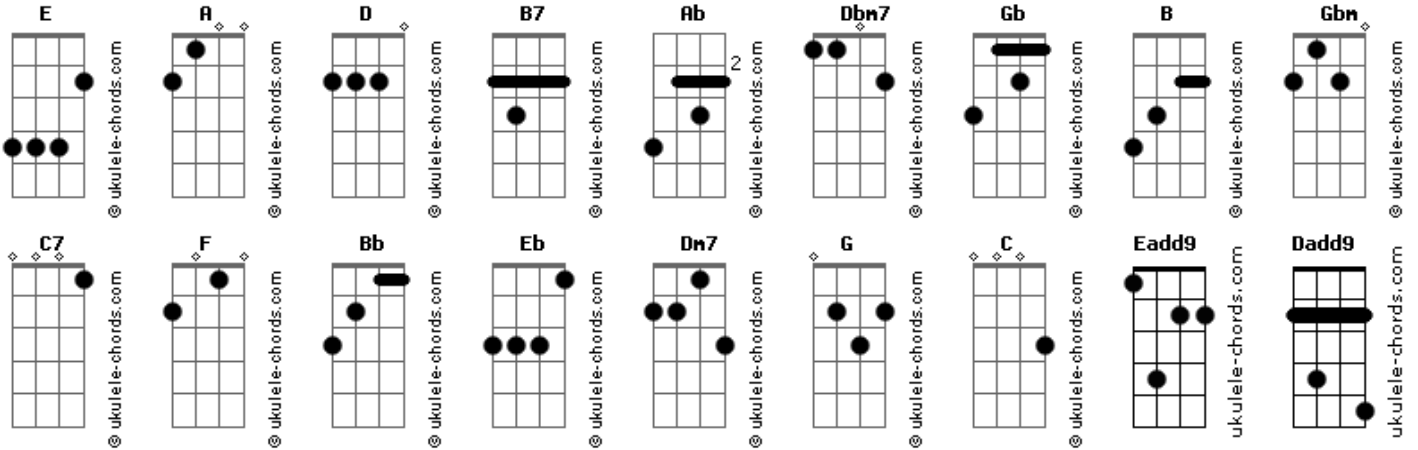 E A D B7 Ab Dbm7 Gb B Gbm
2
© ukulele-chords.com © ukulele-chords.com © ukulele-chords.com © ukulele-chords.com © ukulele-chords.com © ukulele-chords.com © ukulele-chords.com © ukulele-chords.com © ukulele-chords.com
C7 F Bb Eb Dm7 G C Eadd9 Dadd9
© ukulele-chords.com © ukulele-chords.com © ukulele-chords.com © ukulele-chords.com © ukulele-chords.com © ukulele-chords.com © ukulele-chords.com ukulele-chords.com ukulele-chords.com